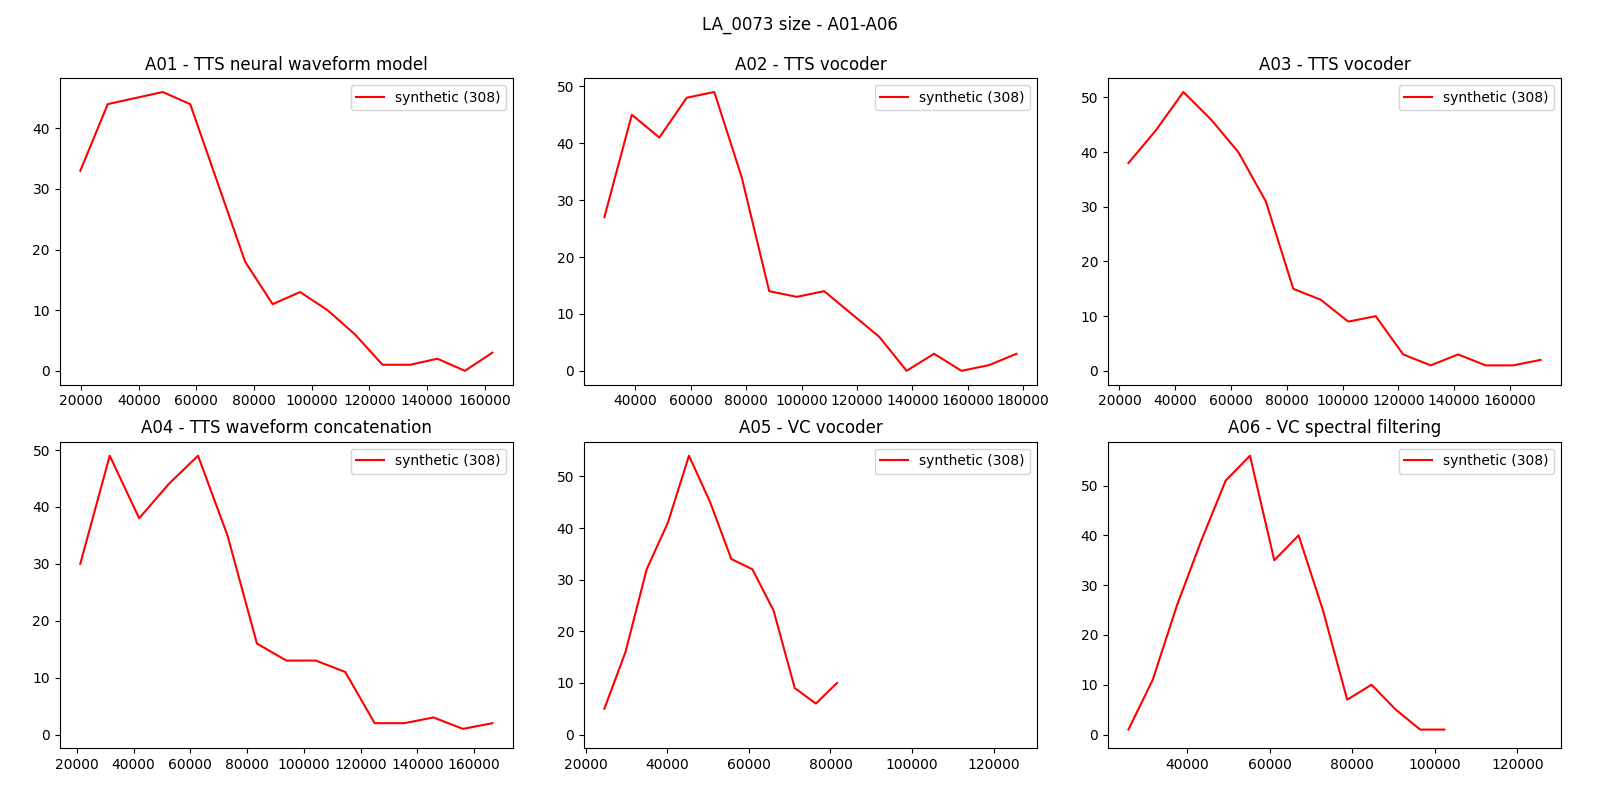 LA_0073 size - A01-A06
A01 - TTS neural waveform model
synthetic (308)
40
30
20
10
0
20000 40000 60000 80000 100000 120000 140000 160000
A02 - TTS vocoder
synthetic (308)
50
40
30
20
10
0
40000 60000 80000 100000 120000 140000 160000 180000
A03 - TTS vocoder
synthetic (308)
50
40
30
20
10
0
20000 40000 60000 80000 100000 120000 140000 160000
A04 - TTS waveform concatenation
synthetic (308)
50
40
30
20
10
0
20000 40000 60000 80000 100000 120000 140000 160000
A05 - VC vocoder
synthetic (308)
50
40
30
20
10
0
20000 40000 60000 80000 100000 120000
A06 - VC spectral filtering
synthetic (308)
50
40
30
20
10
0
40000 60000 80000 100000 120000